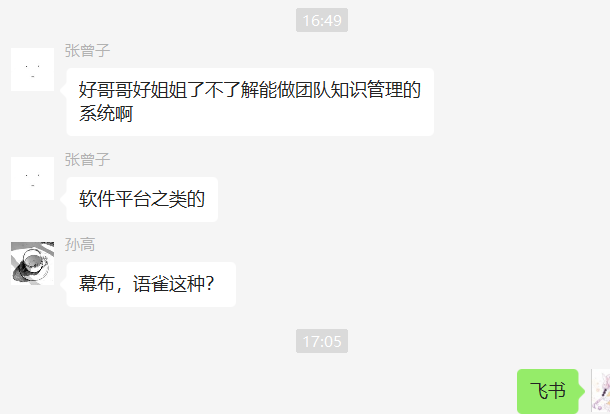 16:49
张曾子
好哥哥好姐姐了不了解能做团队知识管理的
系统啊
张曾子
软件平台之类的
孙高
幕布，语雀这种？
17:05
飞书